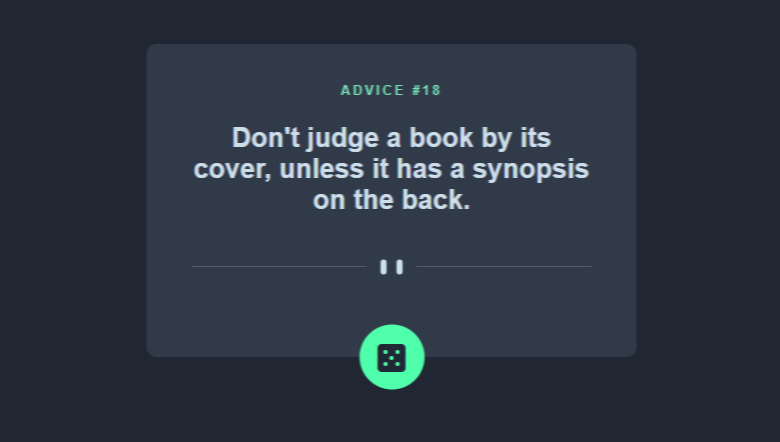 ADVICE #18
Don't judge a book by its
cover, unless it has a synopsis
on the back.